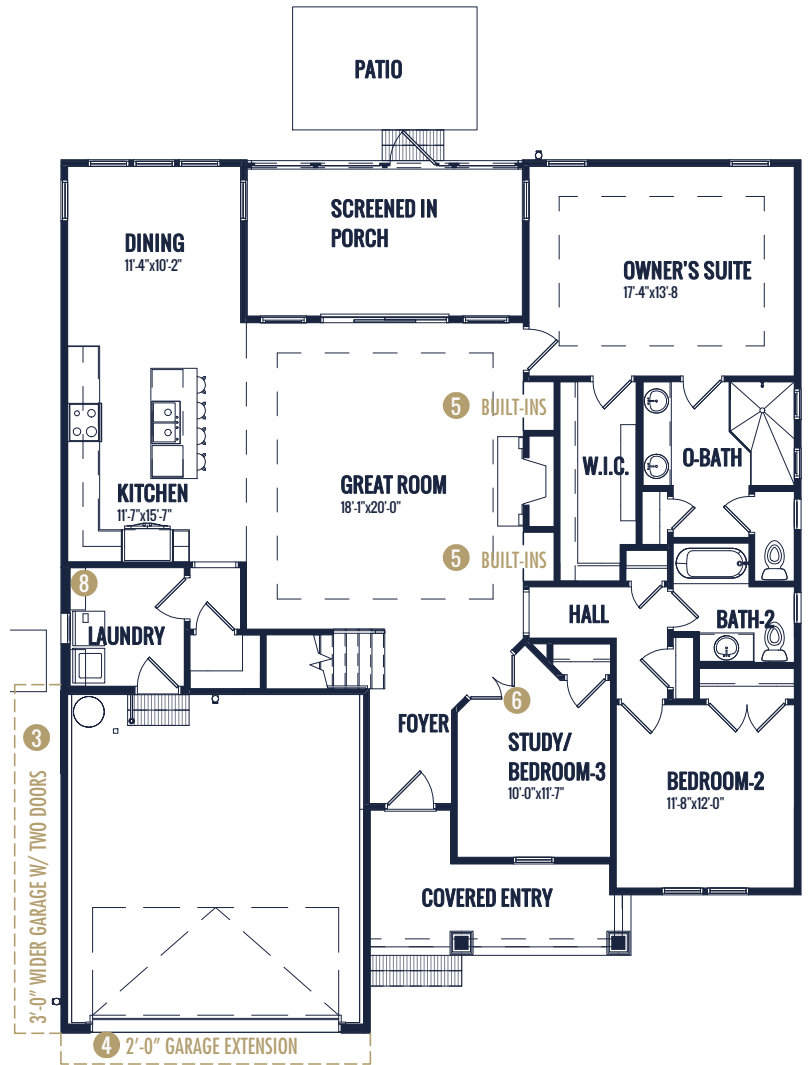 PATIO
SCREENED IN
PORCH
DINING
11'-4"x10'-2"
OWNER'S SUITE
17'-4"x13'-8
5 BUILT-INS
W.I.C.
O-BATH
KITCHEN
11'-7"x15'-7"
GREAT ROOM
18'-1"x20'-0"
5 BUILT-INS
8
LAUNDRY
HALL
BATH-2
6
FOYER
STUDY/
BEDROOM-3
10'-0"x11'-7"
BEDROOM-2
11'-8"x12'-0"
3
3'-0" WIDER GARAGE W/ TWO DOORS
COVERED ENTRY
4 2'-0" GARAGE EXTENSION